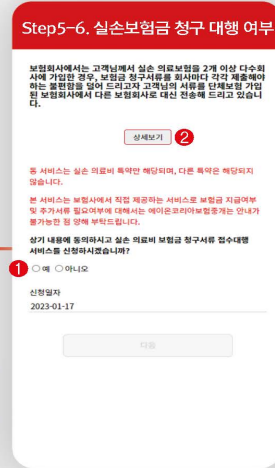 Step5-6. 실손보험금 청구 대행 여부
보험회사에서는 고객님께서 실손 의료보험을 2개 이상 다수회
사에 가입한 경우, 보험금 청구서류를 회사마다 각각 제출해야
하는 불편함을 덜어 드리고자 고객님의 서류를 단체보험 가입
된 보험회사에서 다른 보험회사로 대신 전송해 드리고 있습니
다.
상세보기 2
동 서비스는 실손 의료비 특약만 해당되며, 다른 특약은 해당되지
않습니다.
본 서비스는 보험사에서 직접 제공하는 서비스로 보험금 지급여부
및 추가서류 필요여부에 대해서는 에이온코리아보험중개는 안내가
불가능한 점 양해 부탁드립니다.
상기 내용에 동의하시고 실손 의료비 보험금 청구서류 접수대행
서비스를 신청하시겠습니까?
1 예 아니오
신청일자
2023-01-17
다음